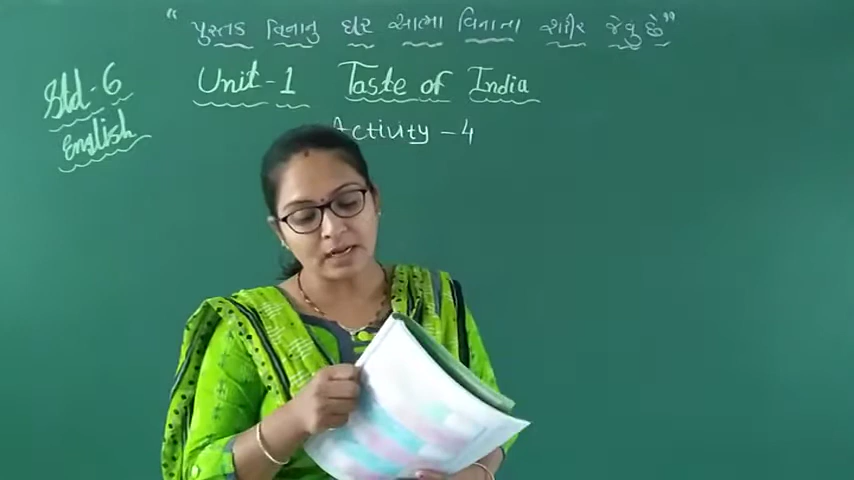 “ પુસ્તક વિનાનુ ઘર આત્મા વિનાના શરીર જેવું છે ”
Std-6
English
Unit-1 Taste of India
Activity-4